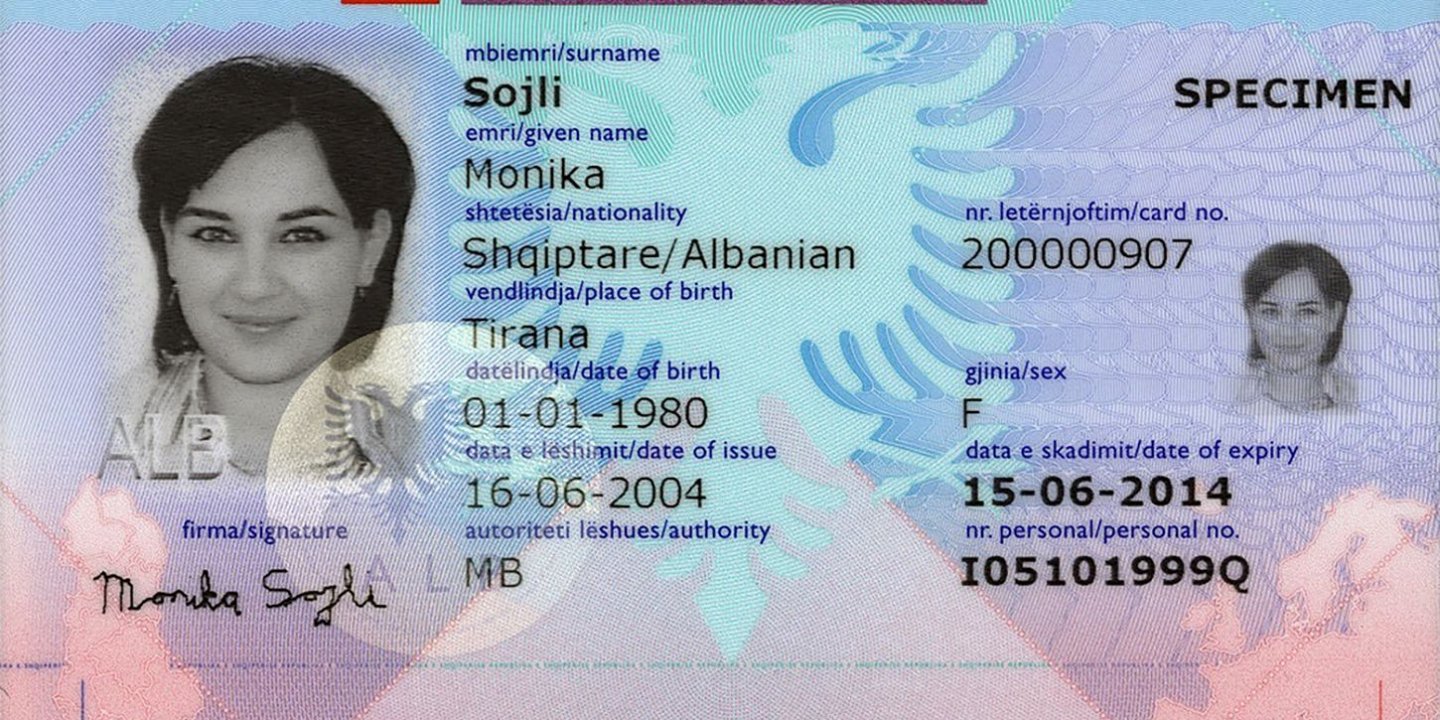 mbiemri/surname
Sojli
SPECIMEN
emri/given name
Monika
shtetësia/nationality
nr. letërnjoftim/card no.
Shqiptare/Albanian
200000907
vendlindja/place of birth
Tirana
datëlindja/date of birth
gjinia/sex
01-01-1980
F
ALB
data e lëshimit/date of issue
data e skadimit/date of expiry
16-06-2004
15-06-2014
firma/signature
autoriteti lëshues/authority
nr. personal/personal no.
Monika Sojli
A L
MB
I05101999Q